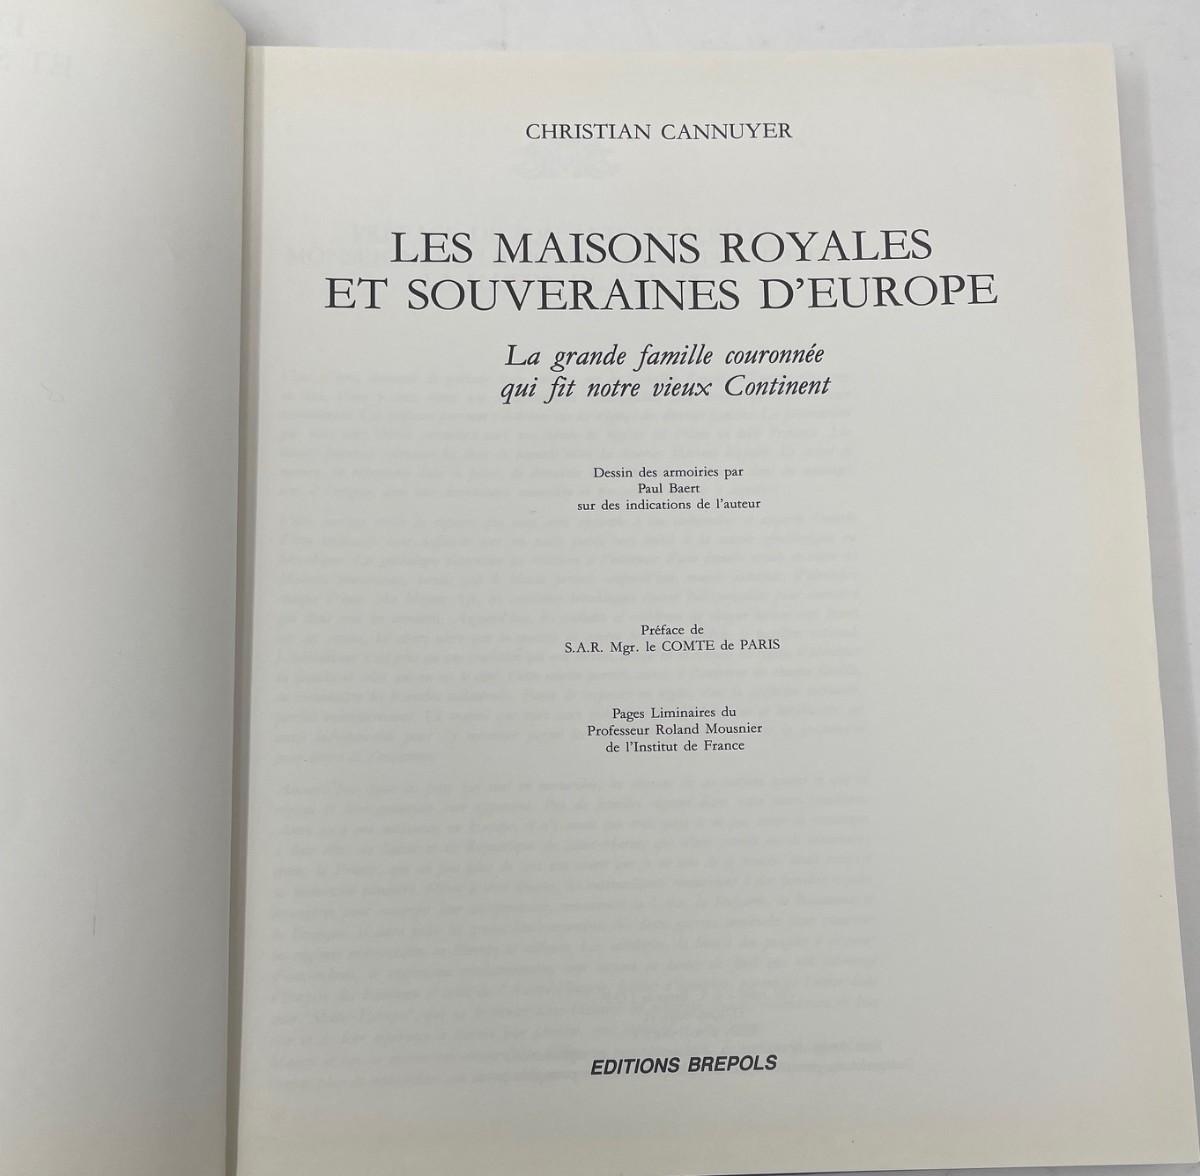 CHRISTIAN CANNUYER
LES MAISONS ROYALES
ET SOUVERAINES D'EUROPE
La grande famille couronnée
qui fit notre vieux Continent
Dessin des armoiries par
Paul Baert
sur des indications de l'auteur
Préface de
S.A.R. Mgr. le COMTE de PARIS
Pages Liminaires du
Professeur Roland Mousnier
de l'Institut de France
EDITIONS BREPOLS